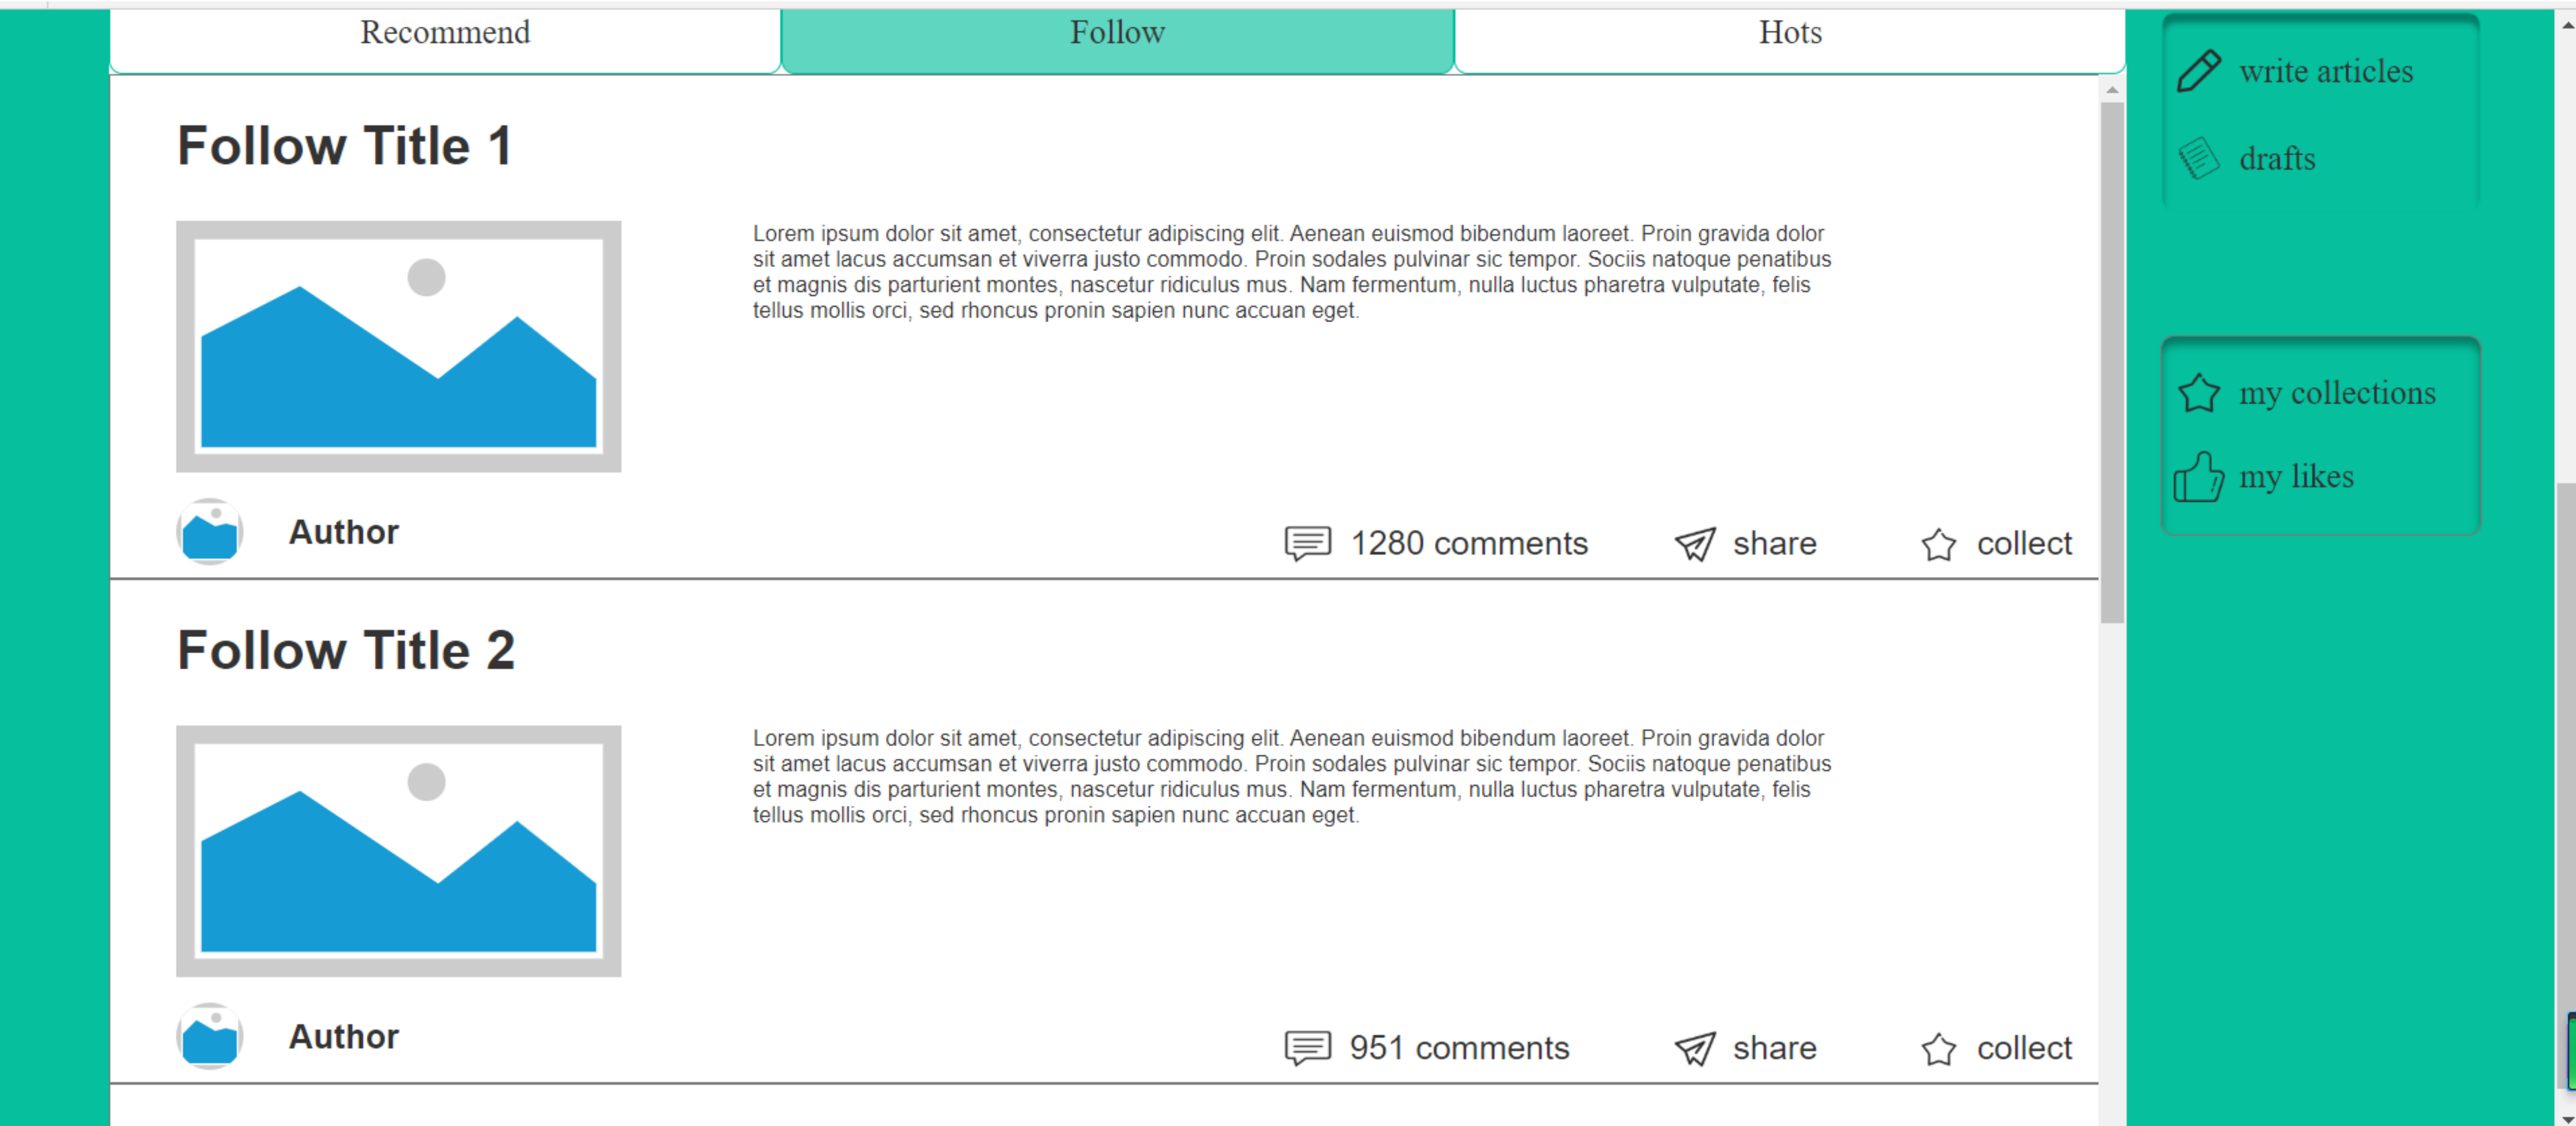 Recommend
Follow
Hots
Follow Title 1
Lorem ipsum dolor sit amet, consectetur adipiscing elit. Aenean euismod bibendum laoreet. Proin gravida dolor
sit amet lacus accumsan et viverra justo commodo. Proin sodales pulvinar sic tempor. Sociis natoque penatibus
et magnis dis parturient montes, nascetur ridiculus mus. Nam fermentum, nulla luctus pharetra vulputate, felis
tellus mollis orci, sed rhoncus pronin sapien nunc accuan eget.
Author
1280 comments
share
collect
Follow Title 2
Lorem ipsum dolor sit amet, consectetur adipiscing elit. Aenean euismod bibendum laoreet. Proin gravida dolor
sit amet lacus accumsan et viverra justo commodo. Proin sodales pulvinar sic tempor. Sociis natoque penatibus
et magnis dis parturient montes, nascetur ridiculus mus. Nam fermentum, nulla luctus pharetra vulputate, felis
tellus mollis orci, sed rhoncus pronin sapien nunc accuan eget.
Author
951 comments
share
collect
write articles
drafts
my collections
my likes